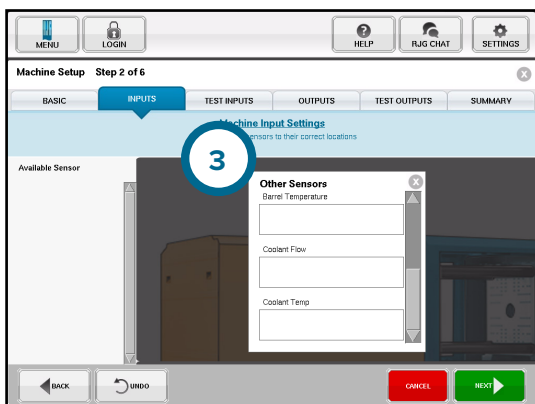 MENU
LOGIN
HELP
RJG CHAT
SETTINGS
Machine Setup Step 2 of 6
BASIC
INPUTS
TEST INPUTS
OUTPUTS
TEST OUTPUTS
SUMMARY
Machine Input Settings
ensors to their correct locations
3
Available Sensor
Other Sensors
Barrel Temperature
Coolant Flow
Coolant Temp
BACK
UNDO
CANCEL
NEXT